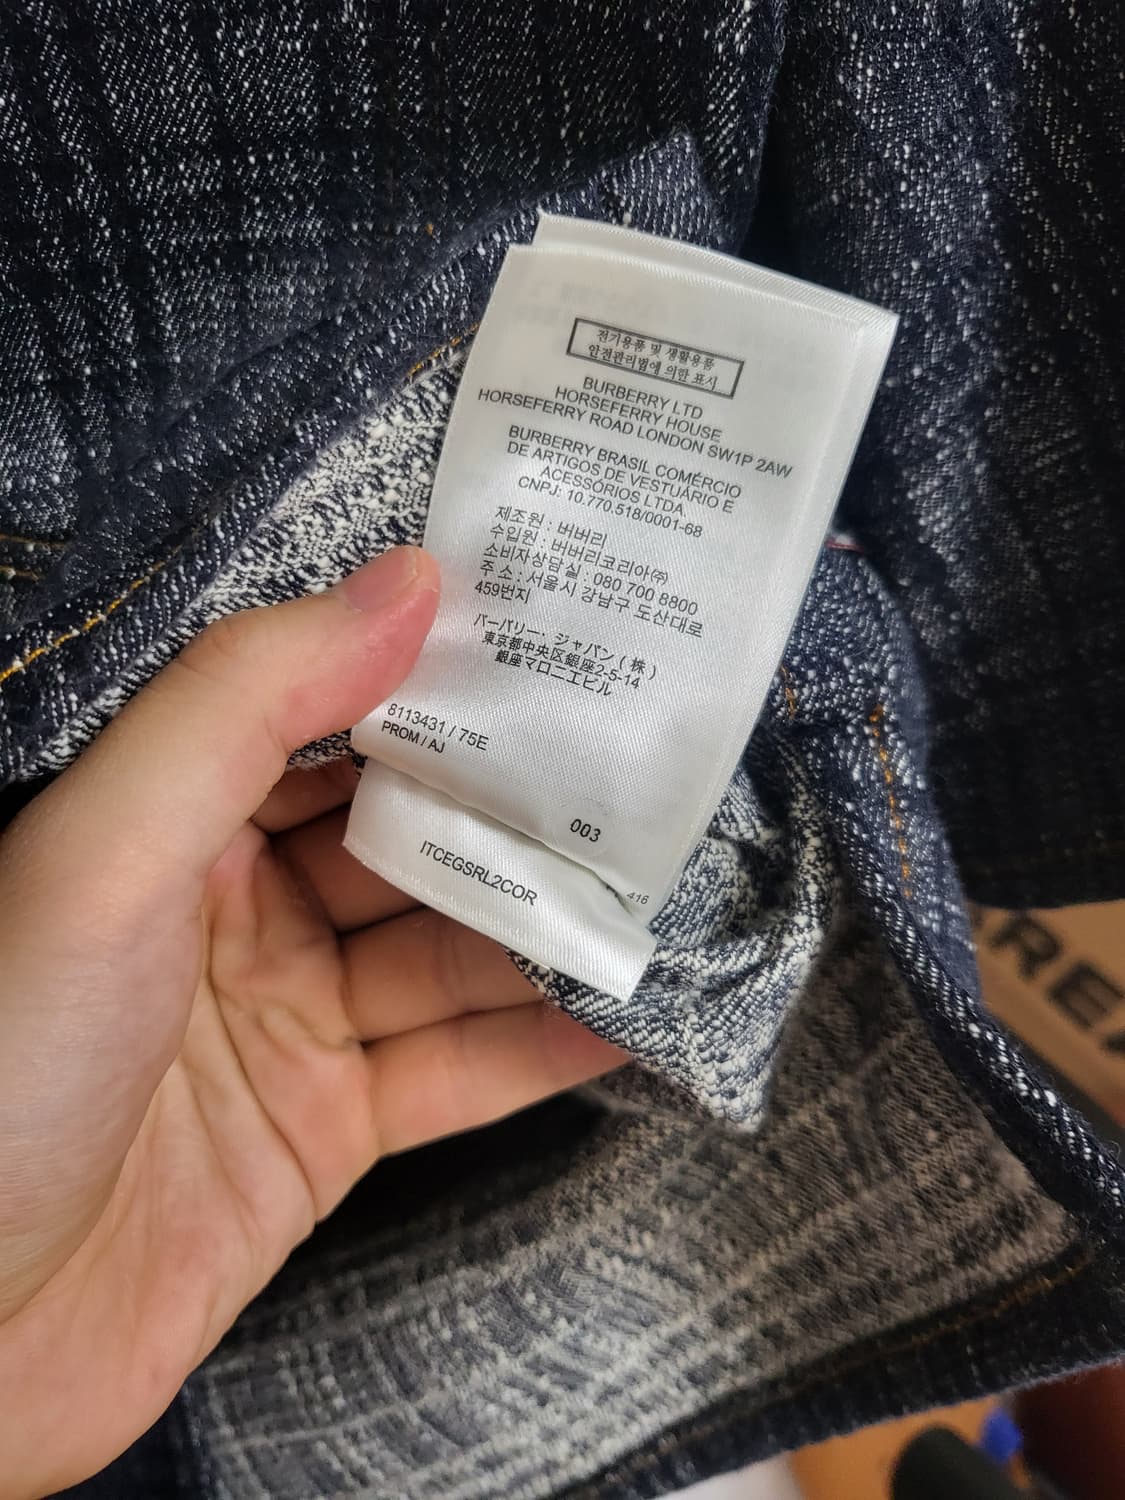 전기용품 및 생활용품
안전관리법에 의한 표시
BURBERRY LTD
HORSEFERRY HOUSE
HORSEFERRY ROAD LONDON SW1P 2AW
BURBERRY BRASIL COMÉRCIO
DE ARTIGOS DE VESTUÁRIO E
ACESSÓRIOS LTDA.
CNPJ: 10.770.518/0001-68
제조원 : 버버리
수입원 : 버버리코리아㈜
소비자상담실 : 080 700 8800
주 소 : 서울시 강남구 도산대로
459번지
バーバリー・ジャパン ( 株 )
東京都中央区銀座2-5-14
銀座マロニエビル
8113431 / 75E
PROM / AJ
003
416
ITCEGSRL2COR